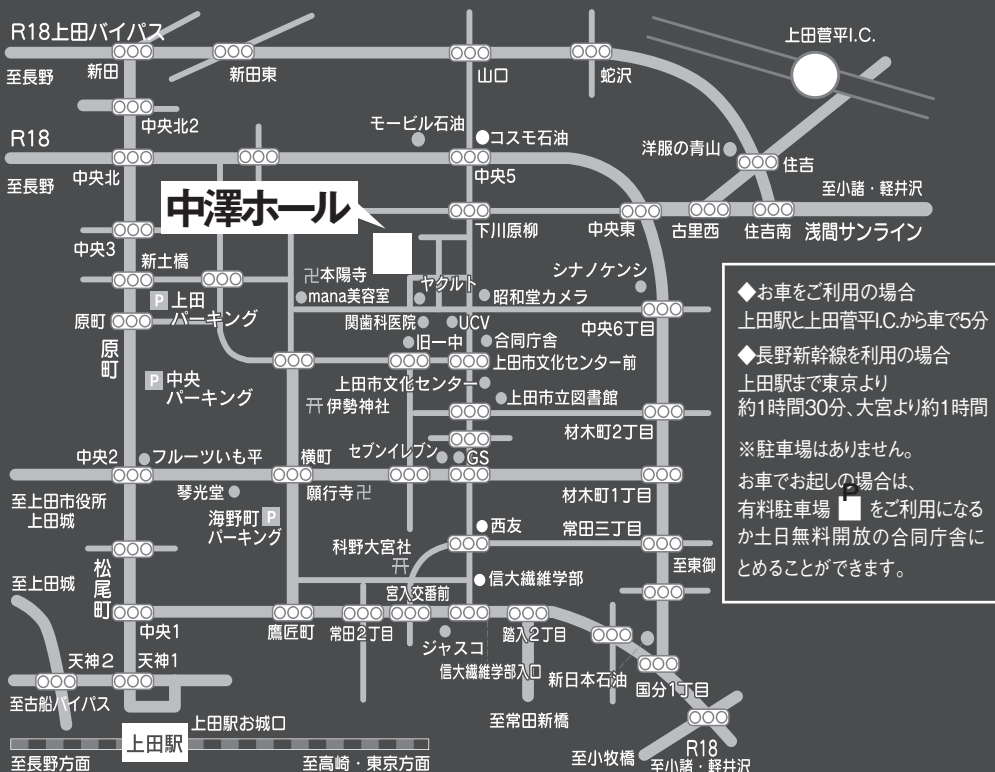 R18上田バイパス
上田菅平I.C.
至長野
新田
新田東
山口
蛇沢
中央北2
R18
モービル石油
コスモ石油
洋服の青山
住吉
至長野
中央北
中央5
至小諸・軽井沢
中澤ホール
中央3
下川原柳
中央東
古里西
住吉南
浅間サンライン
新土橋
卍本陽寺
ヤクルト
シナノケンシ
P上田
パーキング
mana美容室
昭和堂カメラ
原町
関歯科医院
UCV
中央6丁目
原町
旧一中
合同庁舎
上田市文化センター前
P中央
パーキング
上田市文化センター
上田市立図書館
伊勢神社
材木町2丁目
中央2
フルーツいも平
横町
セブンイレブン
GS
至上田市役所
上田城
琴光堂
願行寺卍
材木町1丁目
海野町P
パーキング
西友
常田三丁目
科野大宮社
至東御
松尾町
至上田城
信大繊維学部
宮入交番前
中央1
鷹匠町
常田2丁目
踏入2丁目
ジャスコ
天神2
天神1
信大繊維学部入口
新日本石油
国分1丁目
至古船バイパス
上田駅お城口
至常田新橋
上田駅
R18
至長野方面
至高崎・東京方面
至小牧橋
至小諸・軽井沢
◆お車をご利用の場合
上田駅と上田菅平I.C.から車で5分
◆長野新幹線を利用の場合
上田駅まで東京より
約1時間30分、大宮より約1時間
※駐車場はありません。
お車でお起しの場合は、
有料駐車場 P をご利用になる
か土日無料開放の合同庁舎に
とめることができます。